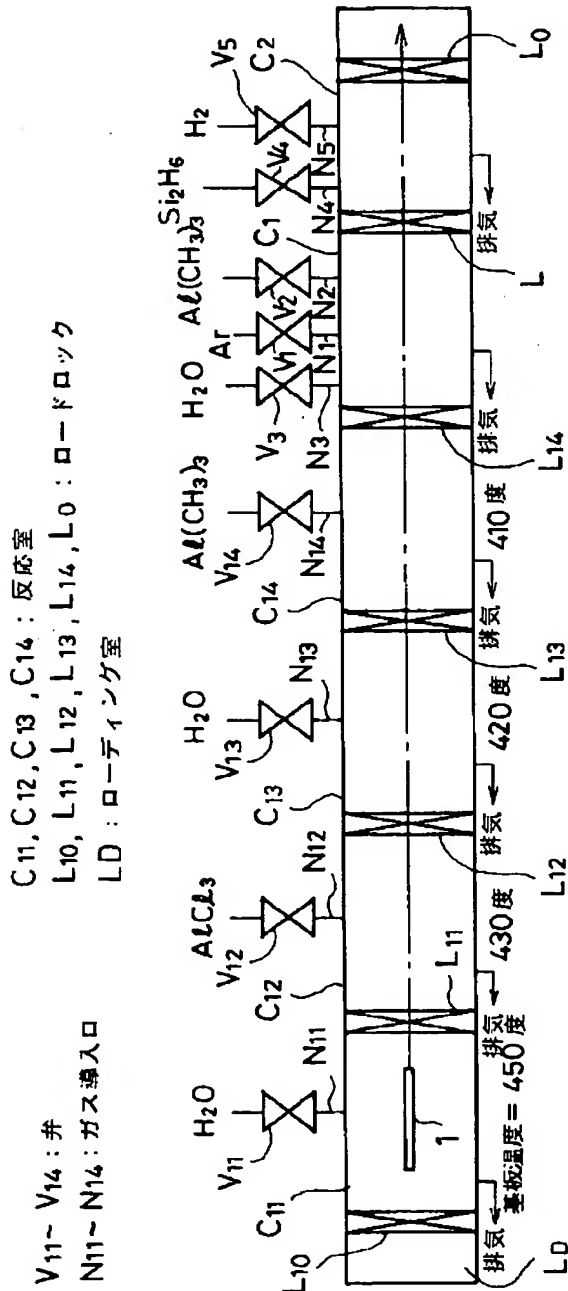 C11, C12, C13, C14 : 反応室
L10, L11, L12, L13, L14, LO : ロードロック
LD : ローディング室
V11~ V14 : 弁
N11~ N14 : ガス導入口
H2O
AlCl3
H2O
Al(CH3)3
H2O
Ar
Al(CH3)3
Si2H6
H2
V11
N11
V12
N12
V13
N13
V14
N14
V3
N3
V1
N1
V2
N2
V4
N4
V5
N5
C11
C12
C13
C14
C1
C2
1
L10
L11
L12
L13
L14
L
LO
LD
排気
排気
排気
排気
排気
排気
基板温度 = 450度
430度
420度
410度